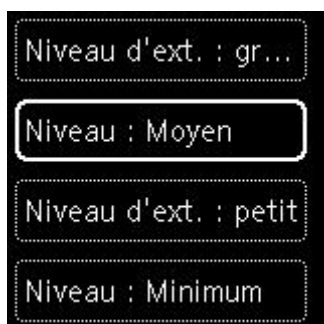 Niveau d'ext. : gr...
Niveau : Moyen
Niveau d'ext. : petit
Niveau : Minimum